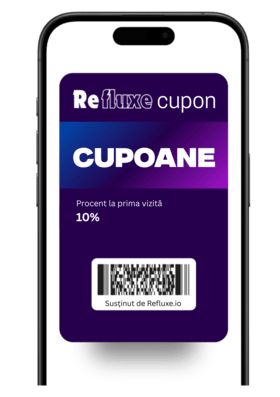 Refluxe cupon
CUPOANE
Procent la prima vizită
10%
Susținut de Refluxe.io